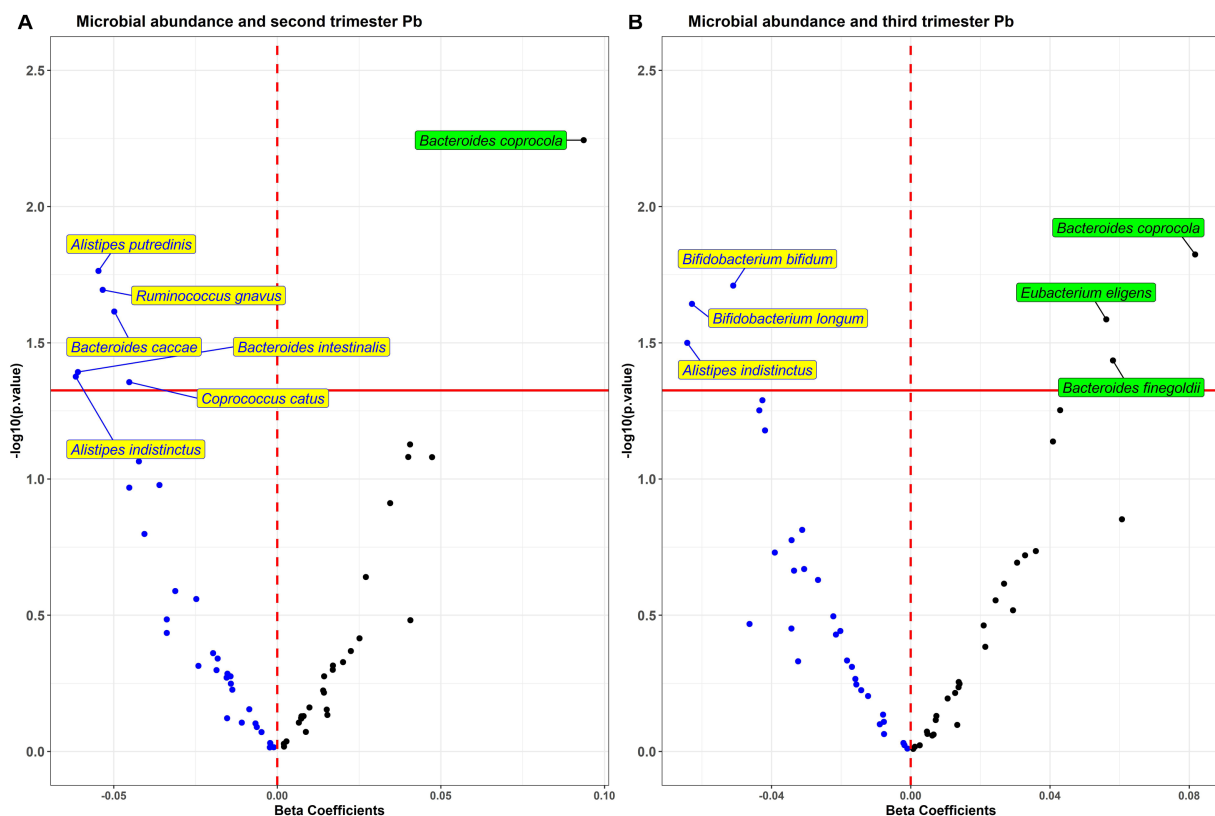 A Microbial abundance and second trimester Pb
2.5
2.0
1.5
1.0
0.5
0.0
-log10(p.value)
Bacteroides coprocola
Alistipes putredinis
Ruminococcus gnavus
Bacteroides caccae
Bacteroides intestinalis
Coprococcus catus
Alistipes indistinctus
-0.05 0.00 0.05 0.10
Beta Coefficients
B Microbial abundance and third trimester Pb
2.5
2.0
1.5
1.0
0.5
0.0
-log10(p.value)
Bacteroides coprocola
Bifidobacterium bifidum
Eubacterium eligens
Bifidobacterium longum
Alistipes indistinctus
Bacteroides finegoldii
-0.04 0.00 0.04 0.08
Beta Coefficients